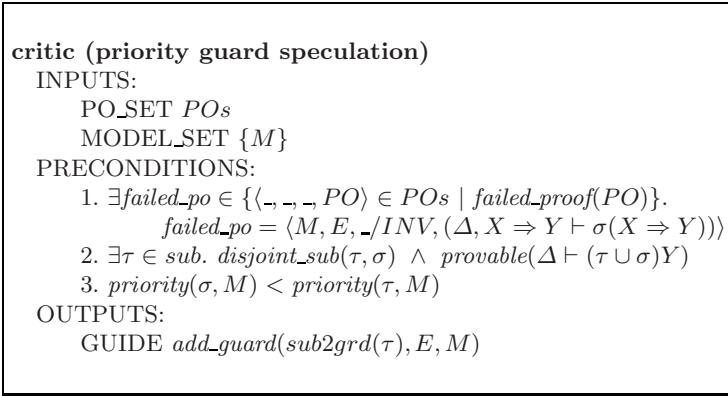 critic (priority guard speculation)
INPUTS:
PO_SET POs
MODEL_SET {M}
PRECONDITIONS:
1. ∃failed_po ∈ {⟨_, _, _, PO⟩ ∈ POs | failed_proof(PO)}.
failed_po = ⟨M, E, _/INV, (Δ, X ⇒ Y ⊢ σ(X ⇒ Y))⟩
2. ∃τ ∈ sub. disjoint_sub(τ, σ) ∧ provable(Δ ⊢ (τ ∪ σ)Y)
3. priority(σ, M) < priority(τ, M)
OUTPUTS:
GUIDE add_guard(sub2grd(τ), E, M)